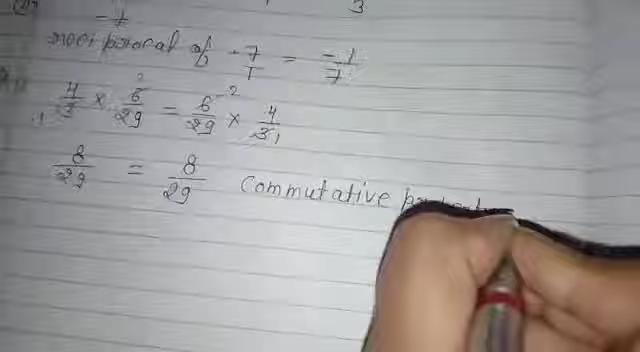 -7
reciprocal of -7/1 = -1/7
4/3 × 6/29 = 6/29 × 4/3
8/29 = 8/29 Commutative